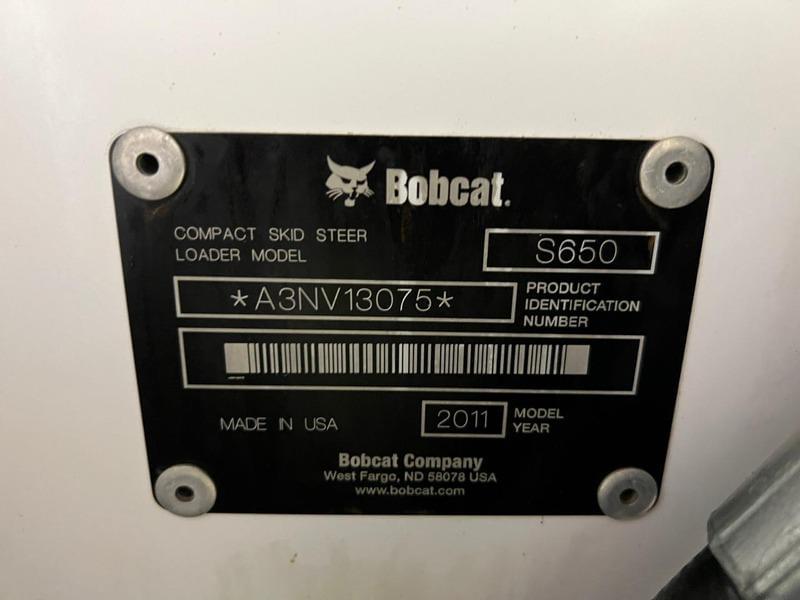 Bobcat.
COMPACT SKID STEER
LOADER MODEL
S650
*A3NV13075*
PRODUCT
IDENTIFICATION
NUMBER
MADE IN USA
2011
MODEL
YEAR
Bobcat Company
West Fargo, ND 58078 USA
www.bobcat.com